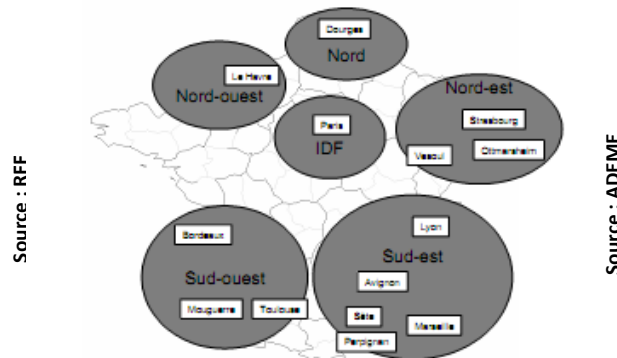 Dourges
Nord
Le Havre
Nord-ouest
Nord-est
Strasbourg
Ottmarsheim
Vesoul
Paris
IDF
Lyon
Sud-est
Avignon
Sète
Marseille
Perpignan
Bordeaux
Sud-ouest
Mouguerre
Toulouse
Source : RFF
Source : ADEME